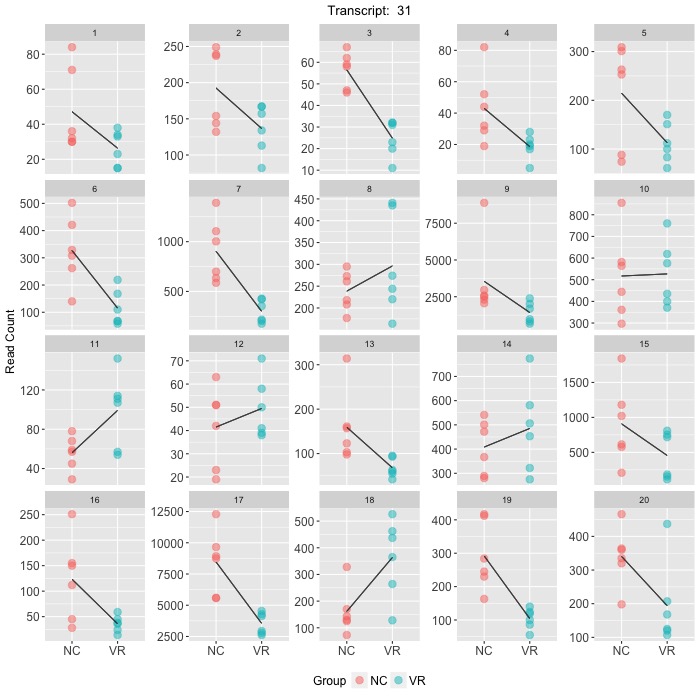 Transcript: 31
1 2 3 4 5
80 60 40 20
250 200 150 100
60 50 40 30 20 10
80 60 40 20
300 200 100
6 7 8 9 10
500 400 300 200 100
1000 500
450 400 350 300 250 200
7500 5000 2500
800 700 600 500 400 300
Read Count
11 12 13 14 15
120 80 40
70 60 50 40 30 20
300 200 100
700 600 500 400 300
1500 1000 500
16 17 18 19 20
250 200 150 100 50
12500 10000 7500 5000 2500
500 400 300 200 100
400 300 200 100
400 300 200 100
NC VR NC VR NC VR NC VR NC VR
Group NC VR